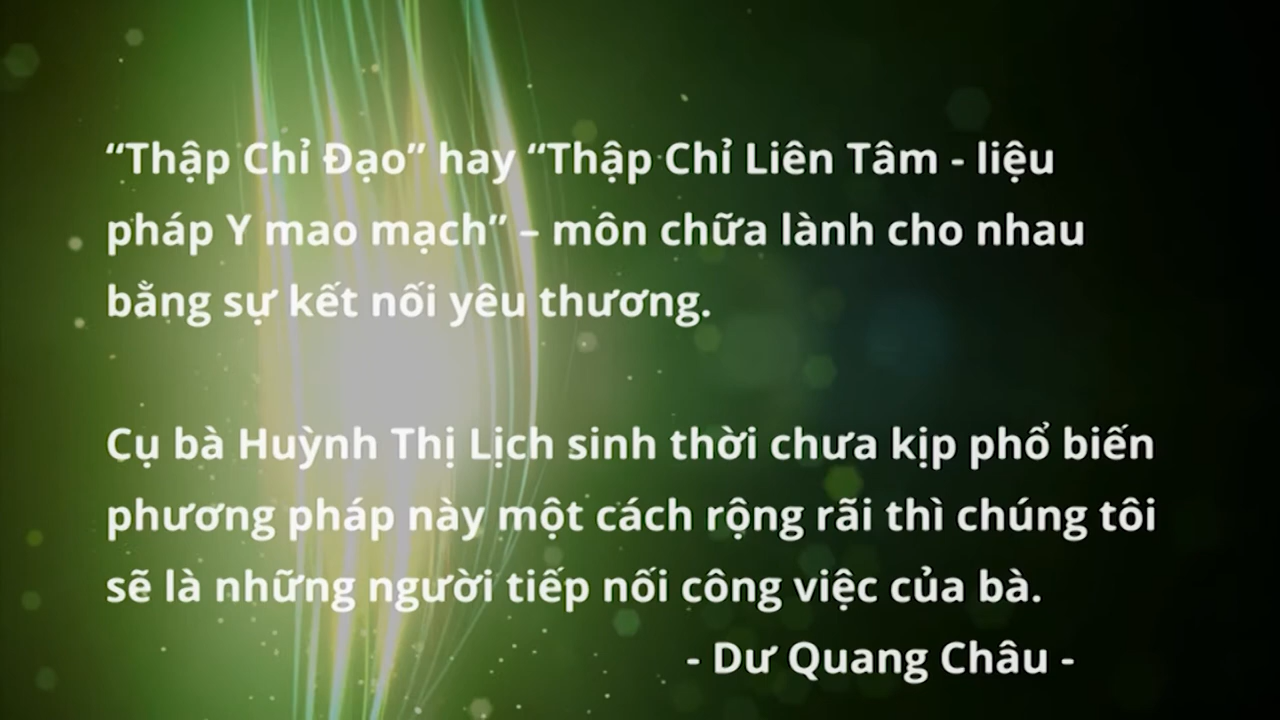 “Thập Chỉ Đạo” hay “Thập Chỉ Liên Tâm - liệu
pháp Y mao mạch” – môn chữa lành cho nhau
bằng sự kết nối yêu thương.
Cụ bà Huỳnh Thị Lịch sinh thời chưa kịp phổ biến
phương pháp này một cách rộng rãi thì chúng tôi
sẽ là những người tiếp nối công việc của bà.
- Dư Quang Châu -